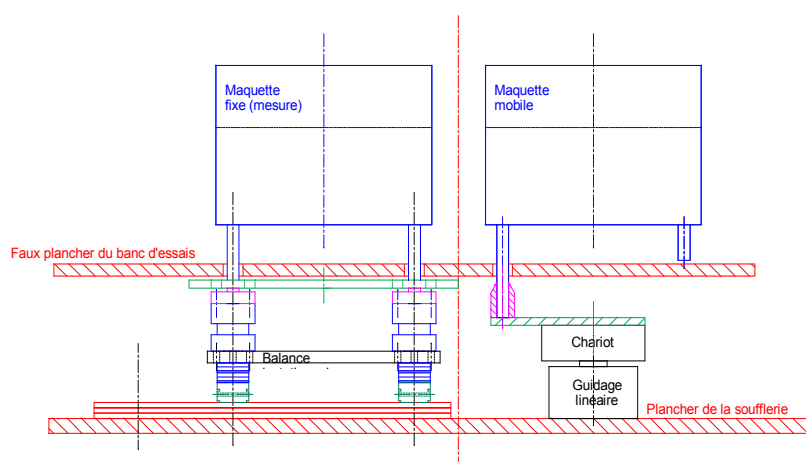 Maquette
fixe (mesure)
Maquette
mobile
Faux plancher du banc d'essais
Chariot
Balance
Guidage
linéaire
Plancher de la soufflerie